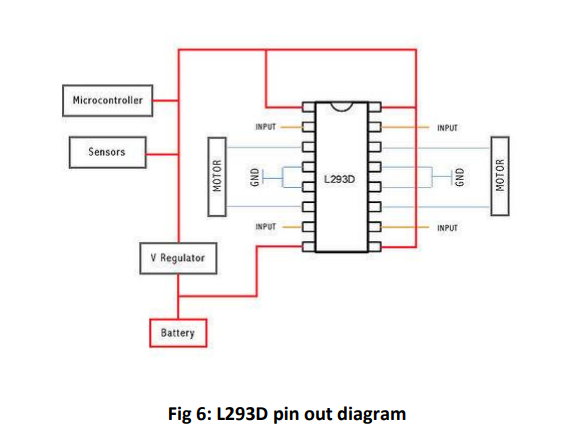 Microcontroller
Sensors
INPUT
INPUT
MOTOR
GND
L293D
GND
MOTOR
INPUT
INPUT
V Regulator
Battery
Fig 6: L293D pin out diagram